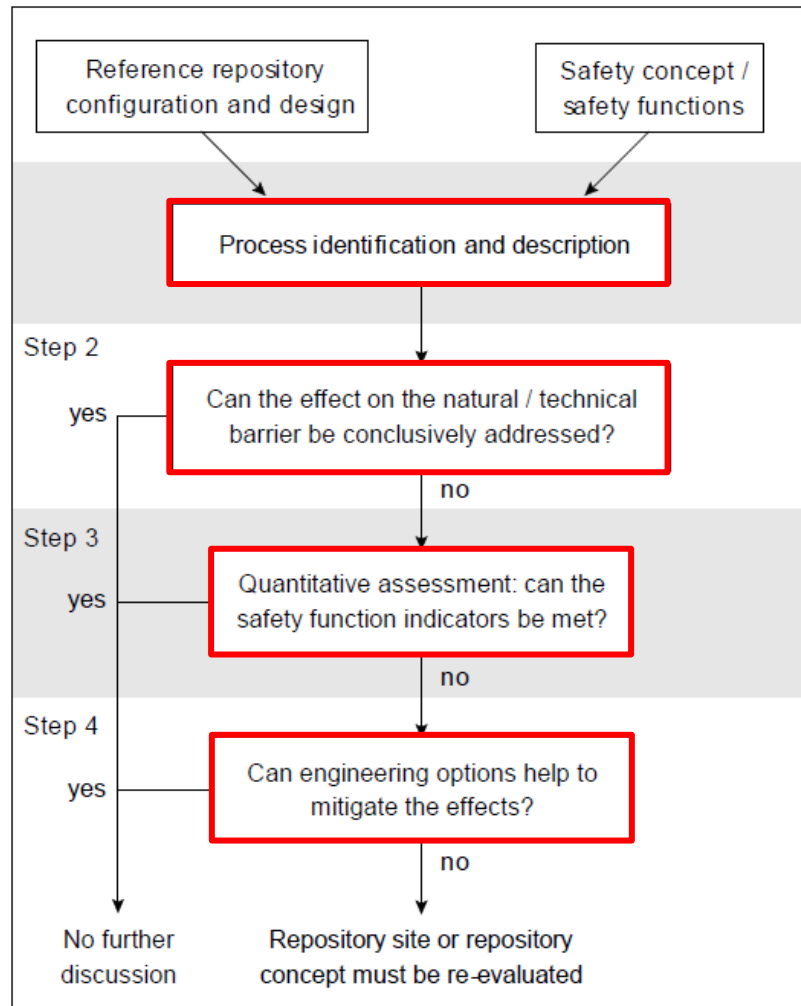 Reference repository
configuration and design
Safety concept /
safety functions
Process identification and description
Step 2
yes
Can the effect on the natural / technical
barrier be conclusively addressed?
no
Step 3
yes
Quantitative assessment: can the
safety function indicators be met?
no
Step 4
yes
Can engineering options help to
mitigate the effects?
no
No further
discussion
Repository site or repository
concept must be re-evaluated